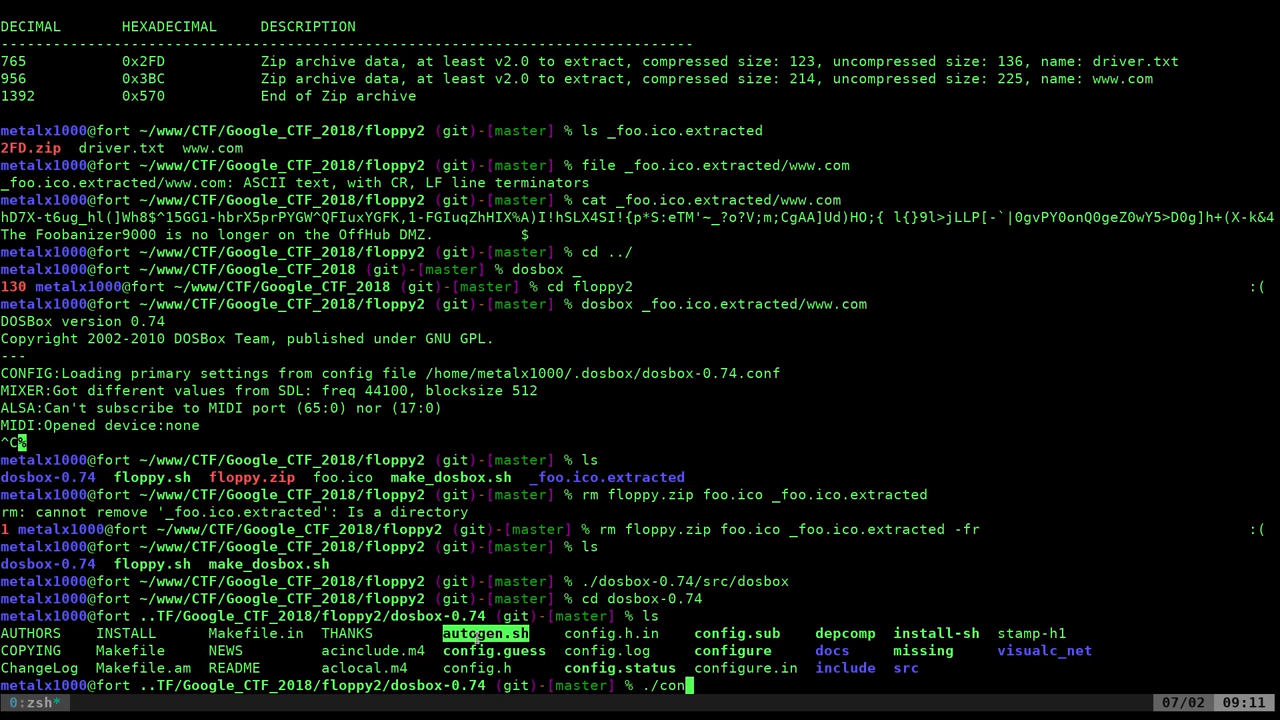 DECIMAL       HEXADECIMAL     DESCRIPTION
--------------------------------------------------------------------------------
765           0x2FD           Zip archive data, at least v2.0 to extract, compressed size: 123, uncompressed size: 136, name: driver.txt
956           0x3BC           Zip archive data, at least v2.0 to extract, compressed size: 214, uncompressed size: 225, name: www.com
1392          0x570           End of Zip archive
metalx1000@fort ~/www/CTF/Google_CTF_2018/floppy2 (git)-[master] % ls _foo.ico.extracted
2FD.zip  driver.txt  www.com
metalx1000@fort ~/www/CTF/Google_CTF_2018/floppy2 (git)-[master] % file _foo.ico.extracted/www.com
_foo.ico.extracted/www.com: ASCII text, with CR, LF line terminators
metalx1000@fort ~/www/CTF/Google_CTF_2018/floppy2 (git)-[master] % cat _foo.ico.extracted/www.com
hD7X-t6ug_hl(]Wh8$^15GG1-hbrX5prPYGW^QFIuxYGFK,1-FGIuqZhHIX%A)I!hSLX4SI!{p*S:eTM'~_?o?V;m;CgAA]Ud)HO;{ l{}9l>jLLP[-`|0gvPY0onQ0geZ0wY5>D0g]h+(X-k&4
The Foobanizer9000 is no longer on the OffHub DMZ.          $
metalx1000@fort ~/www/CTF/Google_CTF_2018/floppy2 (git)-[master] % cd ../
metalx1000@fort ~/www/CTF/Google_CTF_2018 (git)-[master] % dosbox _
130 metalx1000@fort ~/www/CTF/Google_CTF_2018 (git)-[master] % cd floppy2 :(
metalx1000@fort ~/www/CTF/Google_CTF_2018/floppy2 (git)-[master] % dosbox _foo.ico.extracted/www.com
DOSBox version 0.74
Copyright 2002-2010 DOSBox Team, published under GNU GPL.
---
CONFIG:Loading primary settings from config file /home/metalx1000/.dosbox/dosbox-0.74.conf
MIXER:Got different values from SDL: freq 44100, blocksize 512
ALSA:Can't subscribe to MIDI port (65:0) nor (17:0)
MIDI:Opened device:none
^C%
metalx1000@fort ~/www/CTF/Google_CTF_2018/floppy2 (git)-[master] % ls
dosbox-0.74  floppy.sh  floppy.zip  foo.ico  make_dosbox.sh  _foo.ico.extracted
metalx1000@fort ~/www/CTF/Google_CTF_2018/floppy2 (git)-[master] % rm floppy.zip foo.ico _foo.ico.extracted
rm: cannot remove '_foo.ico.extracted': Is a directory
1 metalx1000@fort ~/www/CTF/Google_CTF_2018/floppy2 (git)-[master] % rm floppy.zip foo.ico _foo.ico.extracted -fr :(
metalx1000@fort ~/www/CTF/Google_CTF_2018/floppy2 (git)-[master] % ls
dosbox-0.74  floppy.sh  make_dosbox.sh
metalx1000@fort ~/www/CTF/Google_CTF_2018/floppy2 (git)-[master] % ./dosbox-0.74/src/dosbox
metalx1000@fort ~/www/CTF/Google_CTF_2018/floppy2 (git)-[master] % cd dosbox-0.74
metalx1000@fort ..TF/Google_CTF_2018/floppy2/dosbox-0.74 (git)-[master] % ls
AUTHORS    INSTALL      Makefile.in  THANKS        autogen.sh    config.h.in    config.sub    depcomp  install-sh  stamp-h1
COPYING    Makefile     NEWS         acinclude.m4  config.guess  config.log     configure     docs     missing     visualc_net
ChangeLog  Makefile.am  README       aclocal.m4    config.h      config.status  configure.in  include  src
metalx1000@fort ..TF/Google_CTF_2018/floppy2/dosbox-0.74 (git)-[master] % ./con
0:zsh* 07/02 09:11